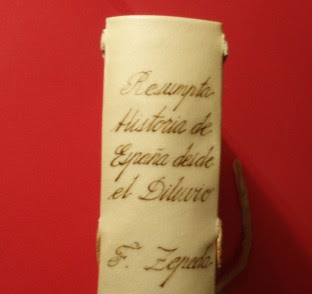 Resumpta
Historia de
España desde
el Diluvio
F. Zepeda